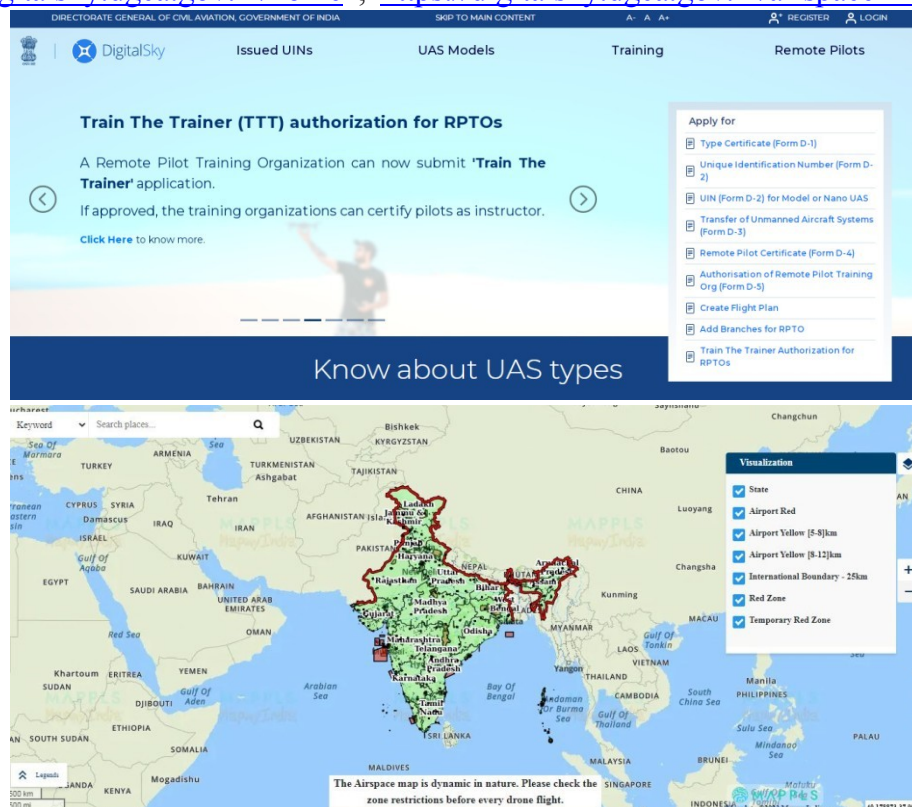 DIRECTORATE GENERAL OF CIVIL AVIATION, GOVERNMENT OF INDIA
SKIP TO MAIN CONTENT
A- A A+
REGISTER
LOGIN
DigitalSky
Issued UINs
UAS Models
Training
Remote Pilots
Train The Trainer (TTT) authorization for RPTOs
A Remote Pilot Training Organization can now submit 'Train The
Trainer' application.
If approved, the training organizations can certify pilots as instructor.
Click Here to know more.
Apply for
Type Certificate (Form D-1)
Unique Identification Number (Form D-
2)
UIN (Form D-2) for Model or Nano UAS
Transfer of Unmanned Aircraft Systems
(Form D-3)
Remote Pilot Certificate (Form D-4)
Authorisation of Remote Pilot Training
Org (Form D-5)
Create Flight Plan
Add Branches for RPTO
Train The Trainer Authorization for
RPTOs
Know about UAS types
Keyword
Search places...
Visualization
State
Airport Red
Airport Yellow [5-8]km
Airport Yellow [8-12]km
International Boundary - 25km
Red Zone
Temporary Red Zone
Bishkek
Changchun
UZBEKISTAN
KYRGYZSTAN
Sea Of
Marmara
Sea
ARMENIA
Baotou
TURKEY
TURKMENISTAN
Ashgabat
TAJIKISTAN
Tehran
CHINA
CYPRUS
SYRIA
Damascus
IRAQ
IRAN
AFGHANISTAN
Luoyang
ISRAEL
Ladakh
Jammu &
Kashmir
PAKISTAN
Haryana
Gulf Of
Aqaba
KUWAIT
NEPAL
Changsha
EGYPT
BAHRAIN
SAUDI ARABIA
UNITED ARAB
EMIRATES
Rajasthan
Uttar
Pradesh
Bihar
Kunming
Gujarat
Madhya
Pradesh
West
Bengal
MACAU
Red Sea
OMAN
Maharashtra
Odisha
MYANMAR
Gulf Of
Tonkin
LAOS
Telangana
VIETNAM
Andhra
Pradesh
Yangon
Khartoum
ERITREA
YEMEN
Karnataka
THAILAND
Manila
SUDAN
Gulf Of
Aden
Arabian
Sea
Bay Of
Bengal
Andaman
Or Burma
Sea
CAMBODIA
South
China Sea
PHILIPPINES
DJIBOUTI
Tamil
Nadu
Gulf Of
Thailand
ETHIOPIA
Sulu Sea
SOUTH SUDAN
SRI LANKA
Mindanao
Sea
PALAU
SOMALIA
MALDIVES
MALAYSIA
BRUNEI
Legends
Mogadishu
KENYA
SINGAPORE
The Airspace map is dynamic in nature. Please check the
zone restrictions before every drone flight.
MAPPLS